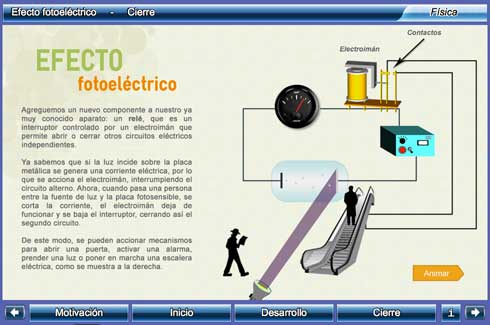 Efecto fotoeléctrico - Cierre
Física
EFECTO
fotoeléctrico
Agreguemos un nuevo componente a nuestro ya
muy conocido aparato: un relé, que es un
interruptor controlado por un electroimán que
permite abrir o cerrar otros circuitos eléctricos
independientes.
Ya sabemos que si la luz incide sobre la placa
metálica se genera una corriente eléctrica, por lo
que se acciona el electroimán, interrumpiendo el
circuito alterno. Ahora, cuando pasa una persona
entre la fuente de luz y la placa fotosensible, se
corta la corriente, el electroimán deja de
funcionar y se baja el interruptor, cerrando así el
segundo circuito.
De este modo, se pueden accionar mecanismos
para abrir una puerta, activar una alarma,
prender una luz o poner en marcha una escalera
eléctrica, como se muestra a la derecha.
Contactos
Electroimán
Animar
Motivación
Inicio
Desarrollo
Cierre
i